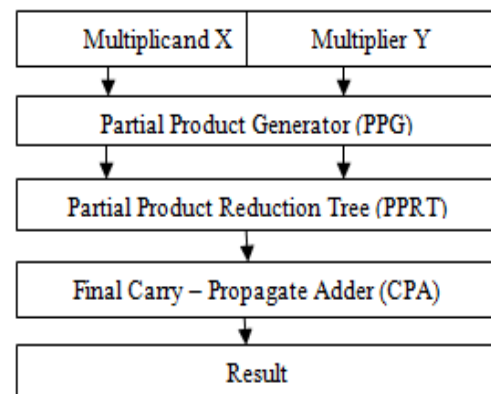 Multiplicand X
Multiplier Y
Partial Product Generator (PPG)
Partial Product Reduction Tree (PPRT)
Final Carry – Propagate Adder (CPA)
Result